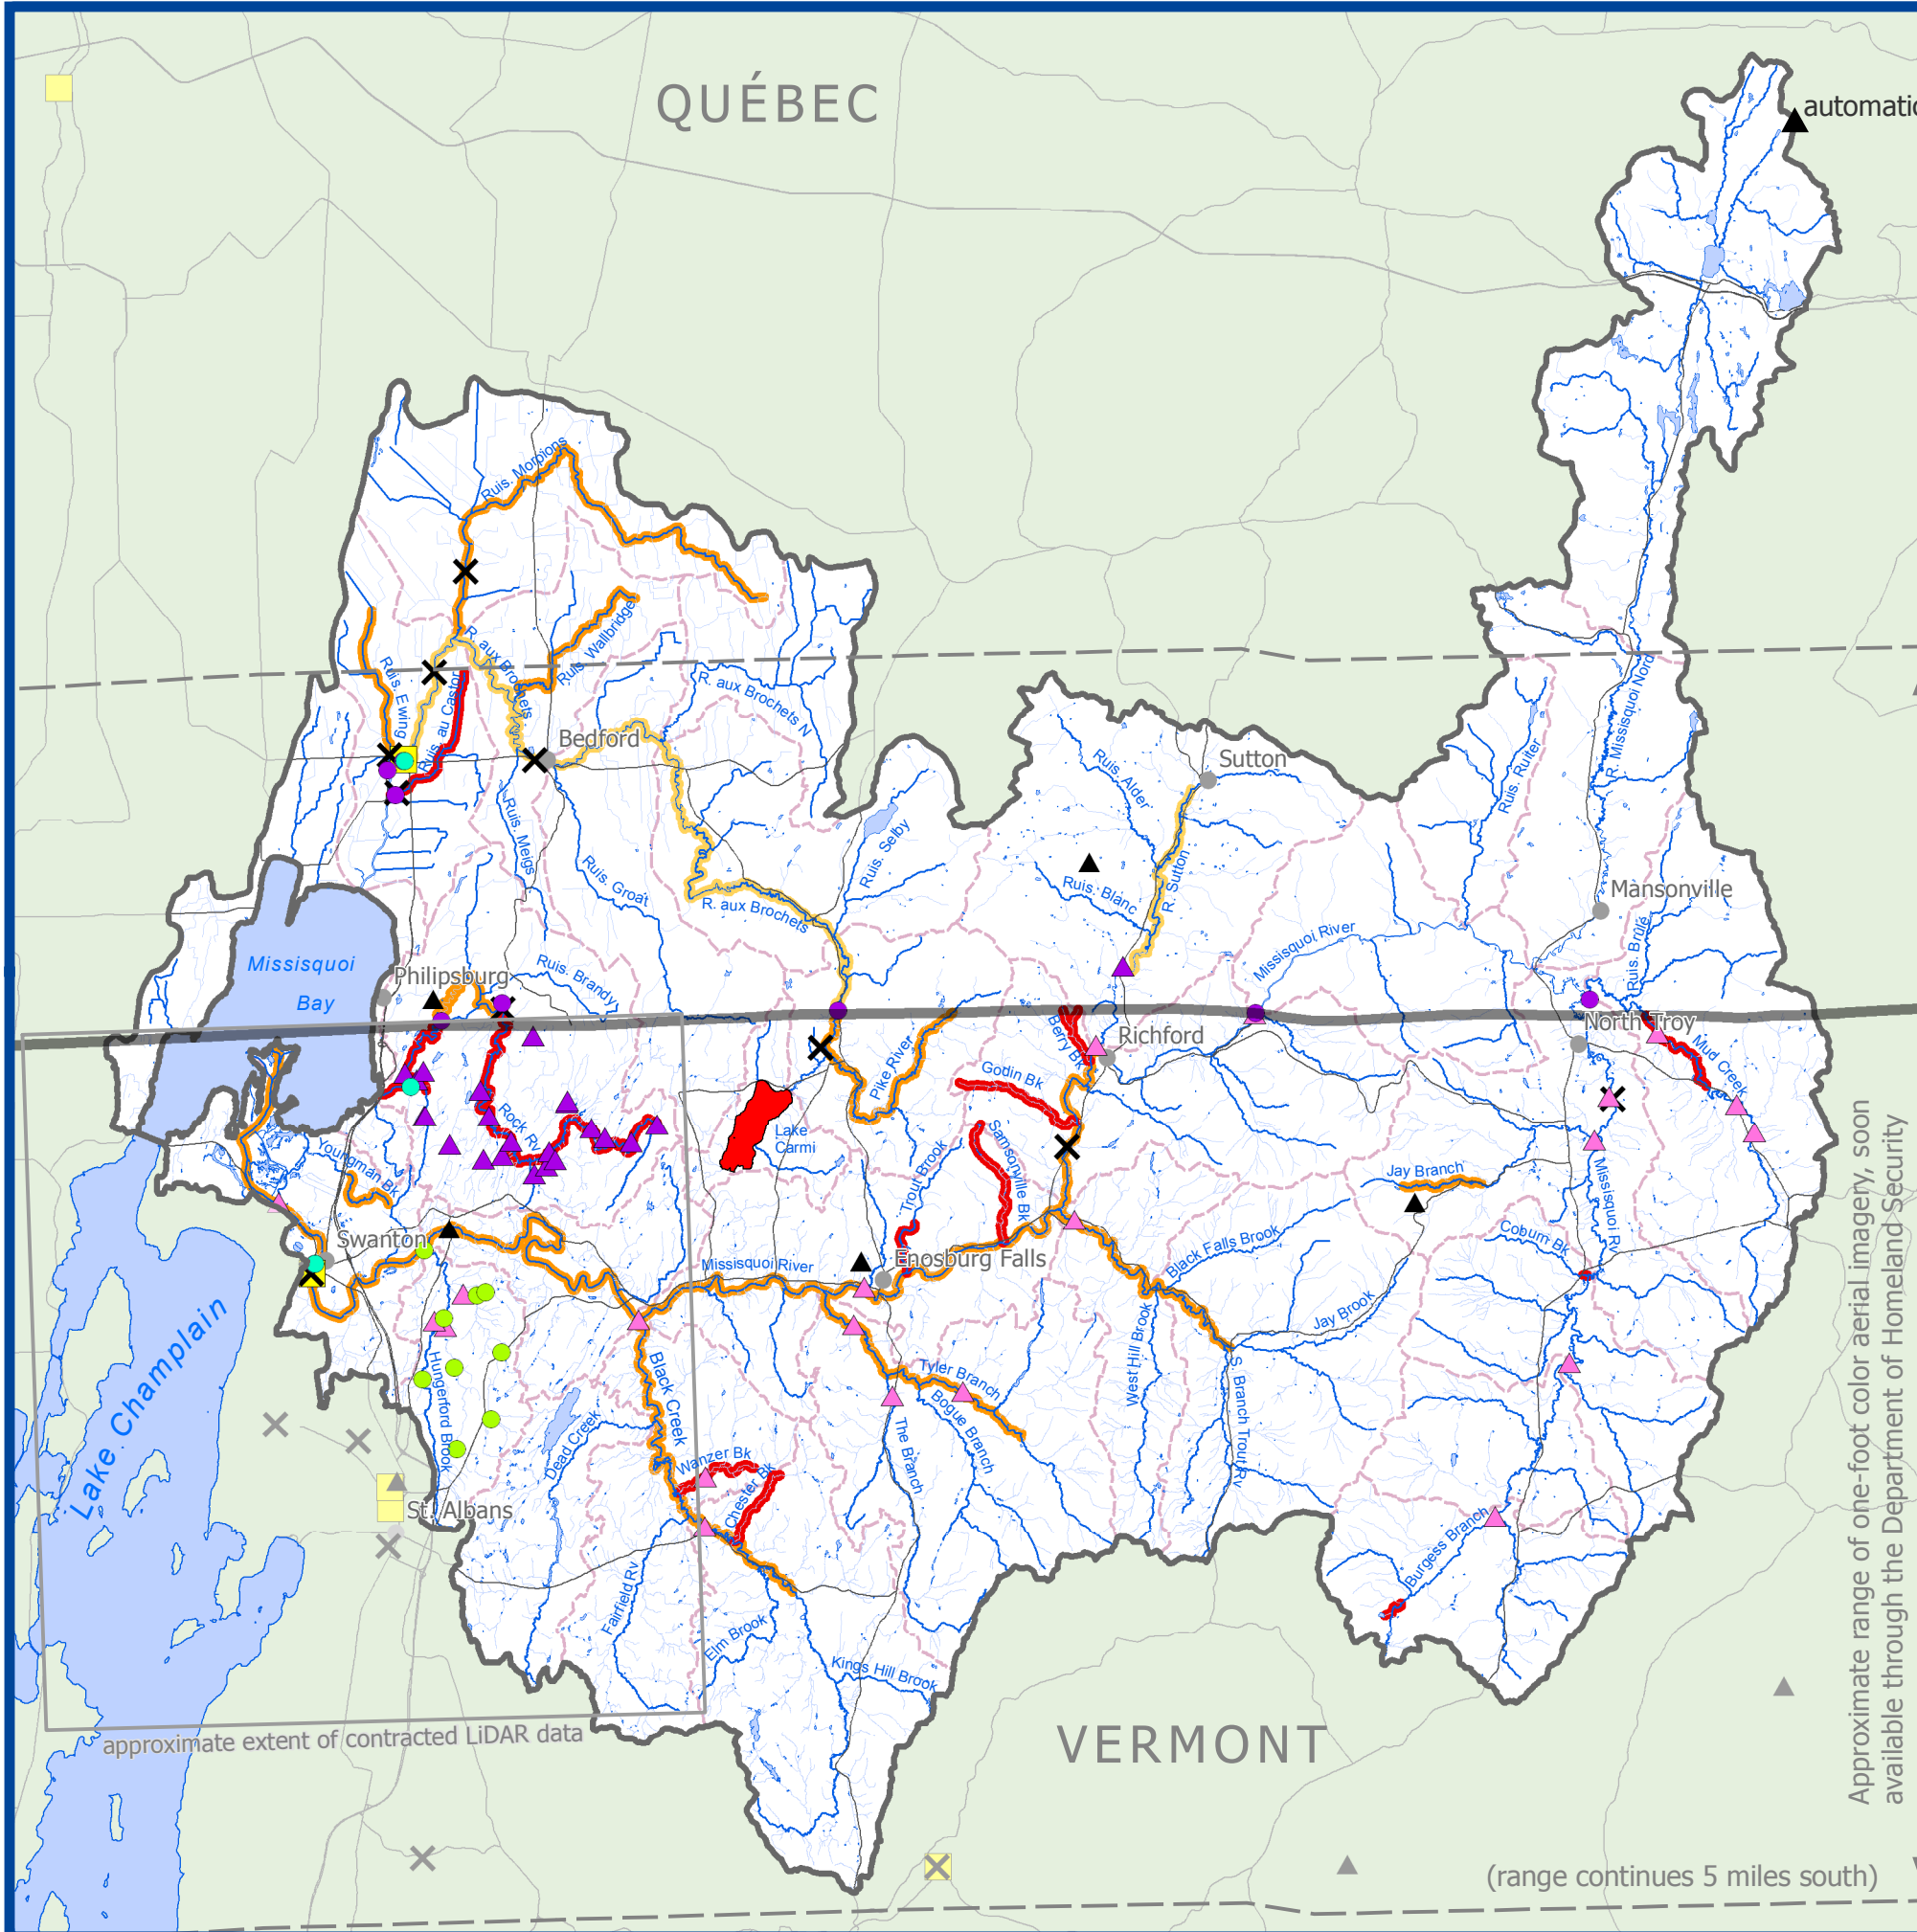 QUÉBEC
automatic
Ruis. Morpions
Ruis. Wallbridge
R. aux Brochets
Ruis. Ewing
Ruis. au Castor
R. aux Brochets N
Bedford
Sutton
Ruis. Alder
Ruis. Ruiter
R. Missisquoi Nord
Ruis. Meigs
Ruis. Groat
Ruis. Selby
Ruis. Blanc
R. Sutton
R. aux Brochets
Mansonville
Missisquoi River
Ruis. Brûlé
Missisquoi
Bay
Philipsburg
Ruis. Brandy
North Troy
Richford
Berry Bk
Mud Creek
Godin Bk
Pike River
Rock Rv
Lake
Carmi
Samsonville Bk
Trout Brook
Youngman Bk
Jay Branch
Missisquoi Rv
Coburn Bk
Swanton
Black Falls Brook
Enosburg Falls
Missisquoi River
Jay Brook
West Hill Brook
S. Branch Trout Rv
Lake Champlain
Hungerford Brook
Black Creek
Tyler Branch
Bogue Branch
The Branch
Dead Creek
Wanzer Bk
Chester Bk
St. Albans
Burgess Branch
Fairfield Rv
Elm Brook
Kings Hill Brook
approximate extent of contracted LiDAR data
VERMONT
Approximate range of one-foot color aerial imagery, soon
available through the Department of Homeland Security
(range continues 5 miles south)